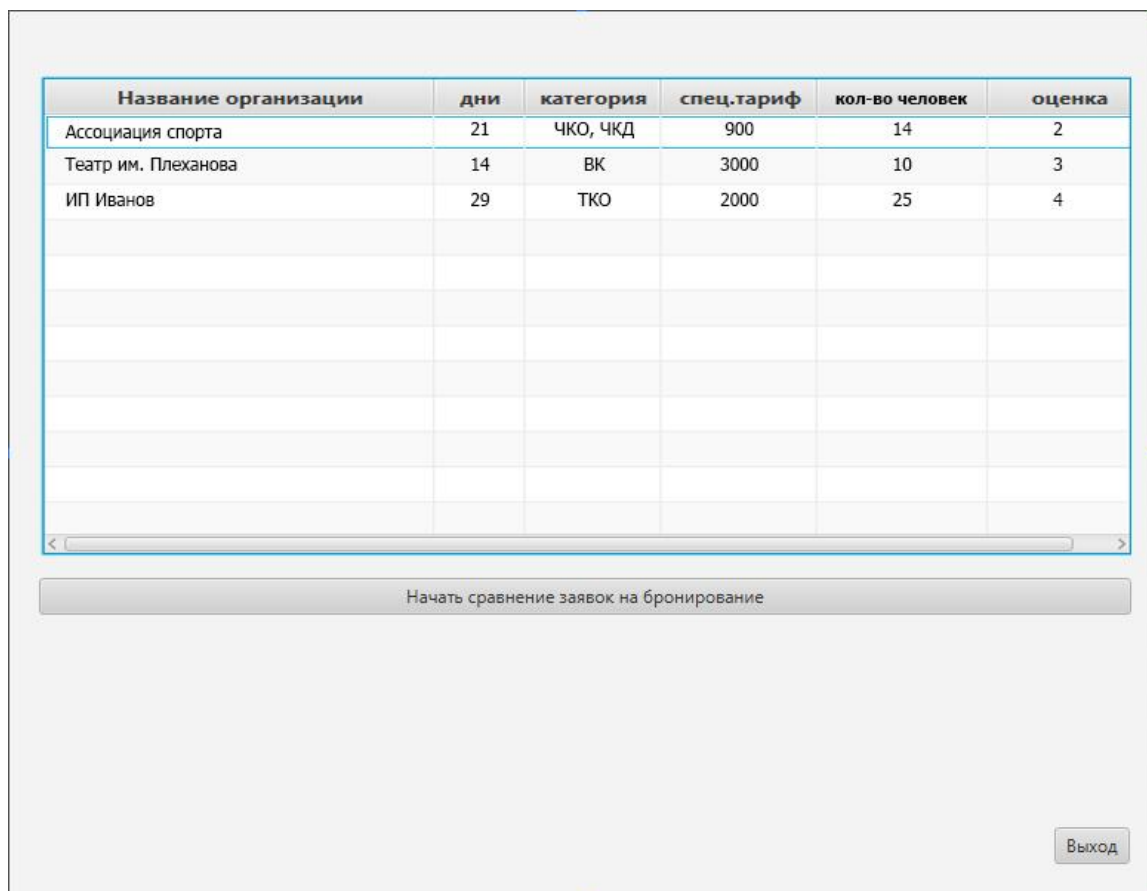 Название организации дни категория спец.тариф кол-во человек оценка
Ассоциация спорта 21 ЧКО, ЧКД 900 14 2
Театр им. Плеханова 14 ВК 3000 10 3
ИП Иванов 29 ТКО 2000 25 4
Начать сравнение заявок на бронирование
Выход